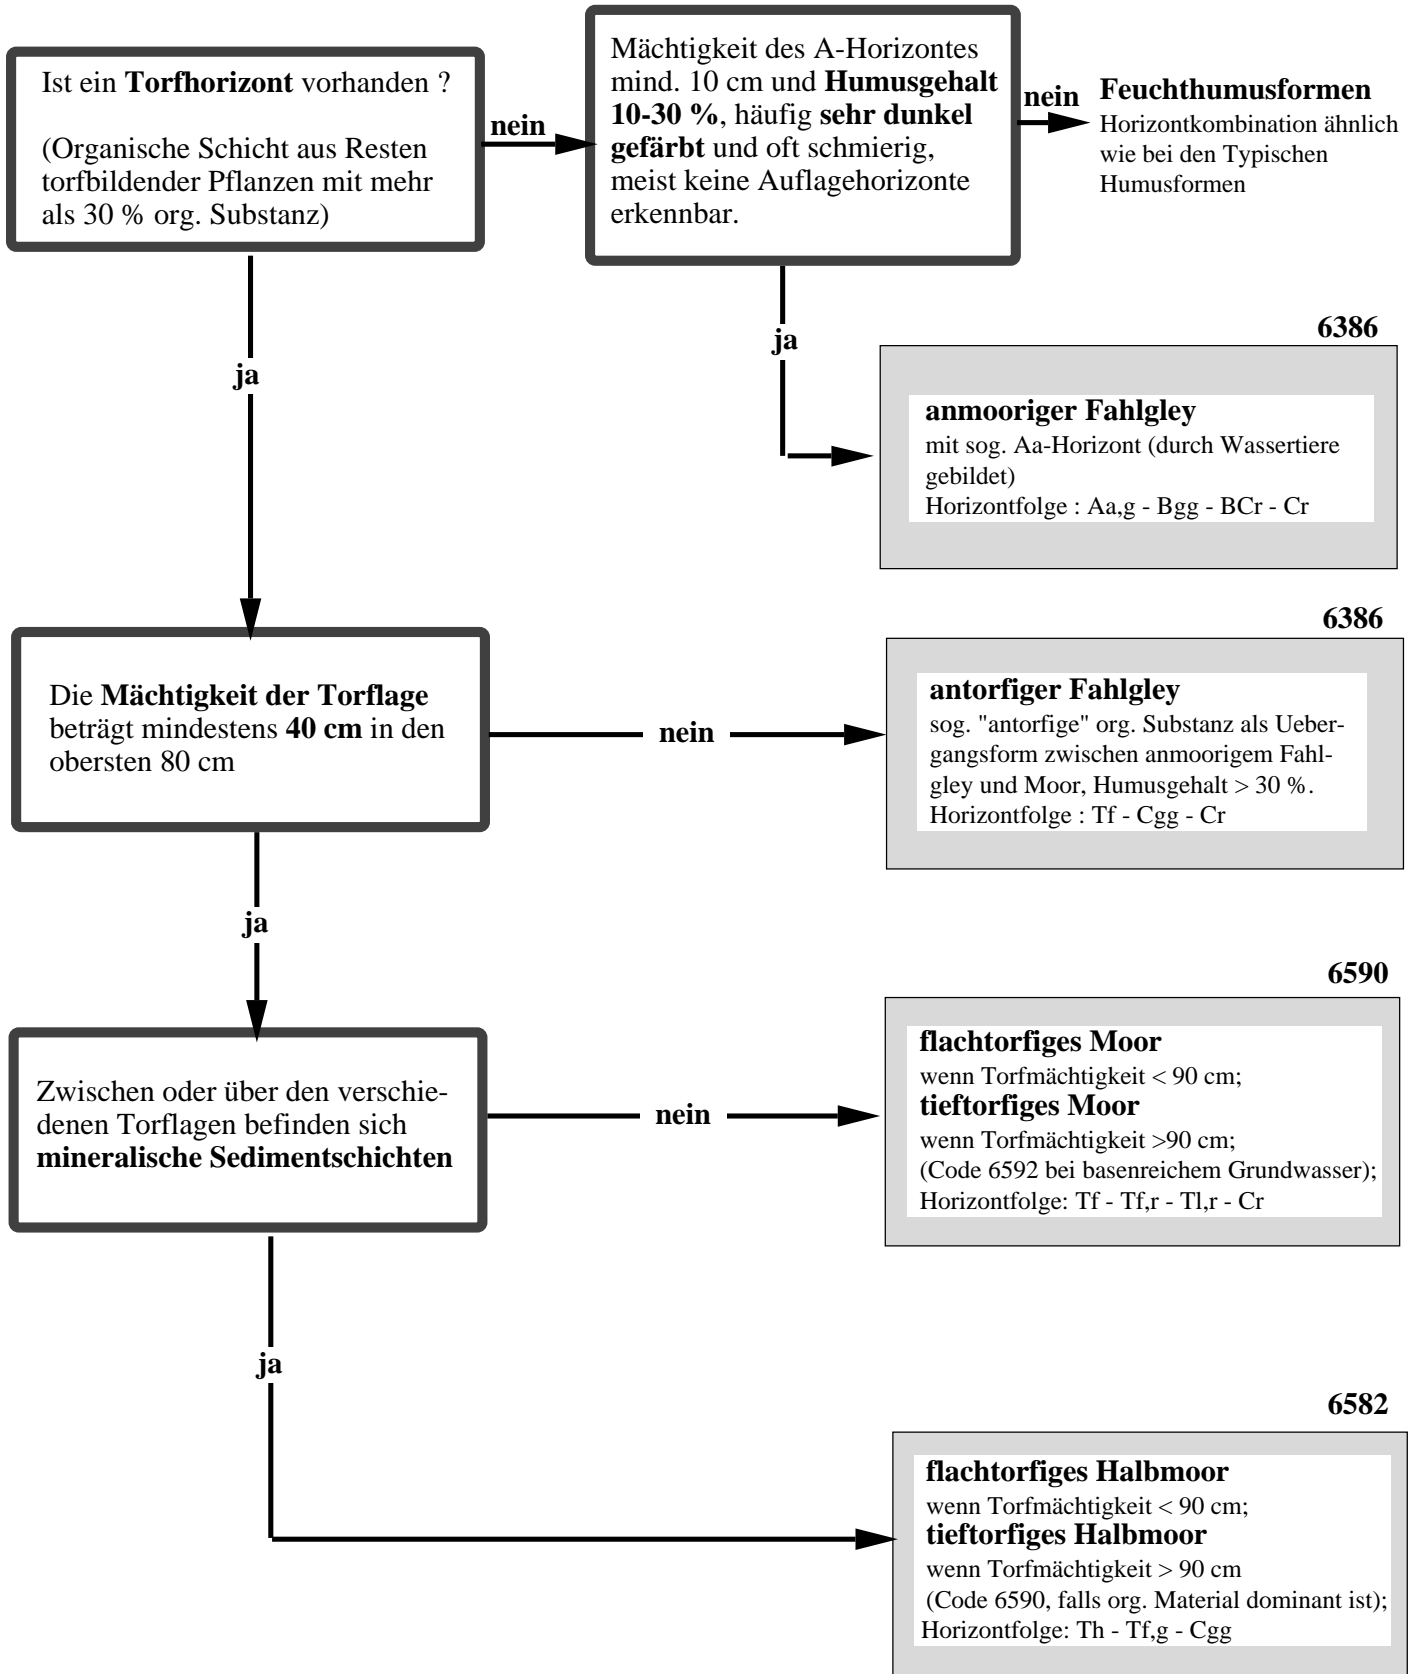 Ist ein Torfhorizont vorhanden ?
(Organische Schicht aus Resten
torfbildender Pflanzen mit mehr
als 30 % org. Substanz)
nein
Mächtigkeit des A-Horizontes
mind. 10 cm und Humusgehalt
10-30 %, häufig sehr dunkel
gefärbt und oft schmierig,
meist keine Auflagehorizonte
erkennbar.
nein
Feuchthumusformen
Horizontkombination ähnlich
wie bei den Typischen
Humusformen
ja
ja
6386
anmooriger Fahlgley
mit sog. Aa-Horizont (durch Wassertiere
gebildet)
Horizontfolge : Aa,g - Bgg - BCr - Cr
Die Mächtigkeit der Torflage
beträgt mindestens 40 cm in den
obersten 80 cm
nein
6386
antorfiger Fahlgley
sog. "antorfige" org. Substanz als Ueber-
gangsform zwischen anmoorigem Fahl-
gley und Moor, Humusgehalt > 30 %.
Horizontfolge : Tf - Cgg - Cr
ja
Zwischen oder über den verschie-
denen Torflagen befinden sich
mineralische Sedimentschichten
nein
6590
flachtorfiges Moor
wenn Torfmächtigkeit < 90 cm;
tieftorfiges Moor
wenn Torfmächtigkeit >90 cm;
(Code 6592 bei basenreichem Grundwasser);
Horizontfolge: Tf - Tf,r - Tl,r - Cr
ja
6582
flachtorfiges Halbmoor
wenn Torfmächtigkeit < 90 cm;
tieftorfiges Halbmoor
wenn Torfmächtigkeit > 90 cm
(Code 6590, falls org. Material dominant ist);
Horizontfolge: Th - Tf,g - Cgg